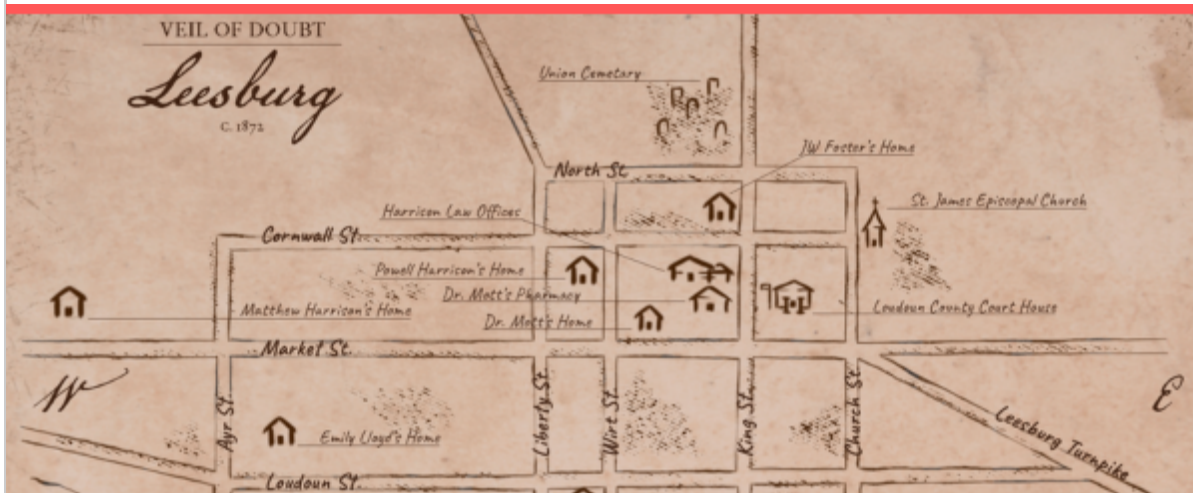 VEIL OF DOUBT
Leesburg
C. 1872
Union Cemetary
JW Foster's Home
North St.
St. James Episcopal Church
Harrison Law Offices
Cornwall St.
Powell Harrison's Home
Dr. Mott's Pharmacy
Matthew Harrison's Home
Loudoun County Court House
Dr. Mott's Home
Market St.
W
E
Ayr St.
Liberty St.
Wirt St.
King St.
Church St.
Leesburg Turnpike
Emily Lloyd's Home
Loudoun St.